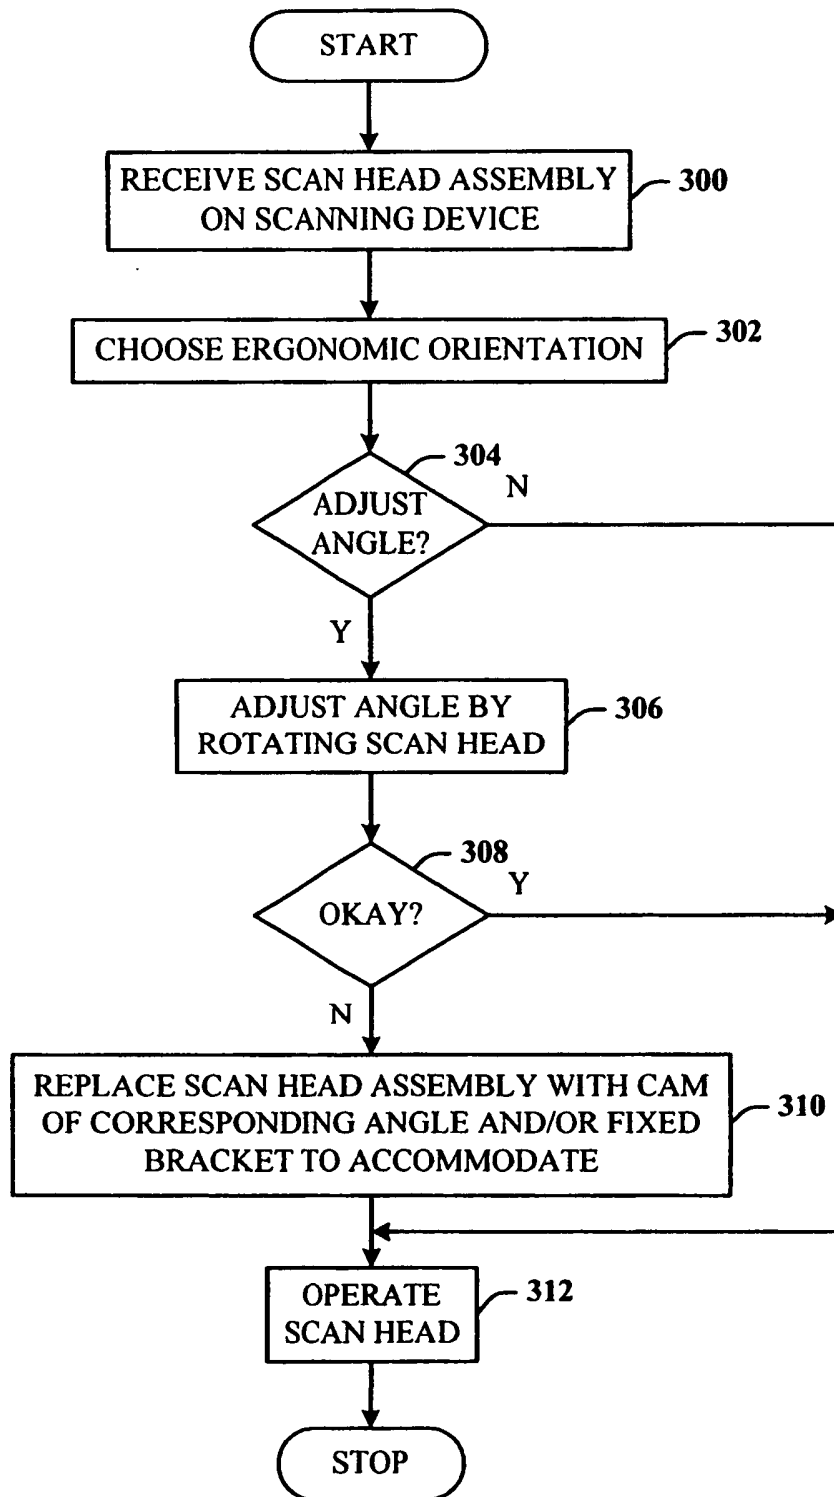 START
RECEIVE SCAN HEAD ASSEMBLY
ON SCANNING DEVICE
300
CHOOSE ERGONOMIC ORIENTATION
302
304
ADJUST
ANGLE?
N
Y
ADJUST ANGLE BY
ROTATING SCAN HEAD
306
308
OKAY?
Y
N
REPLACE SCAN HEAD ASSEMBLY WITH CAM
OF CORRESPONDING ANGLE AND/OR FIXED
BRACKET TO ACCOMMODATE
310
OPERATE
SCAN HEAD
312
STOP